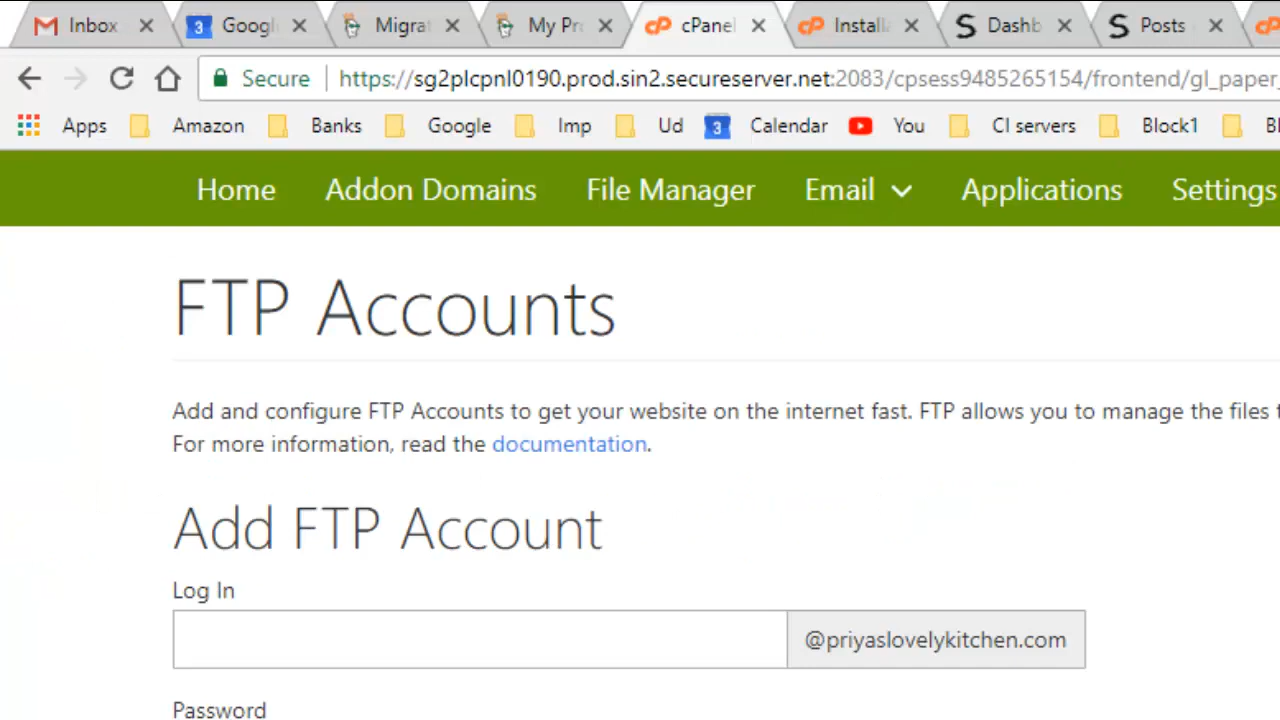 Inbox Google Migrat My Pr cPanel Install Dashb Posts
Secure https://sg2plcpnl0190.prod.sin2.secureserver.net:2083/cpsess9485265154/frontend/gl_paper_
Apps Amazon Banks Google Imp Ud 3 Calendar You CI servers Block1 Bl
Home Addon Domains File Manager Email Applications Settings
FTP Accounts
Add and configure FTP Accounts to get your website on the internet fast. FTP allows you to manage the files t
For more information, read the documentation.
Add FTP Account
Log In
@priyaslovelykitchen.com
Password